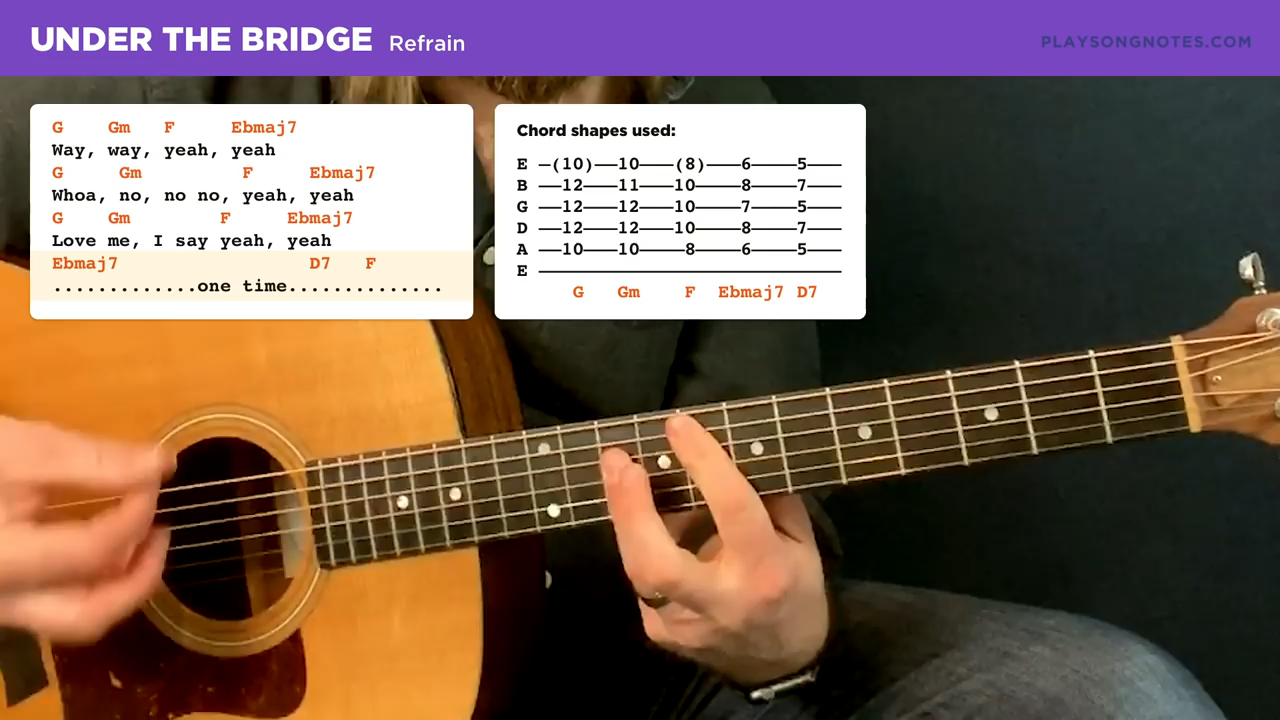 UNDER THE BRIDGE Refrain
PLAYSONGNOTES.COM
G Gm F Ebmaj7
Way, way, yeah, yeah
G Gm F Ebmaj7
Whoa, no, no no, yeah, yeah
G Gm F Ebmaj7
Love me, I say yeah, yeah
Ebmaj7 D7 F
.............one time..............
Chord shapes used:
E —(10)——10———(8)———6————5———
B ——12———11———10————8————7———
G ——12———12———10————7————5———
D ——12———12———10————8————7———
A ——10———10————8————6————5———
E ———————————————————————————
G Gm F Ebmaj7 D7